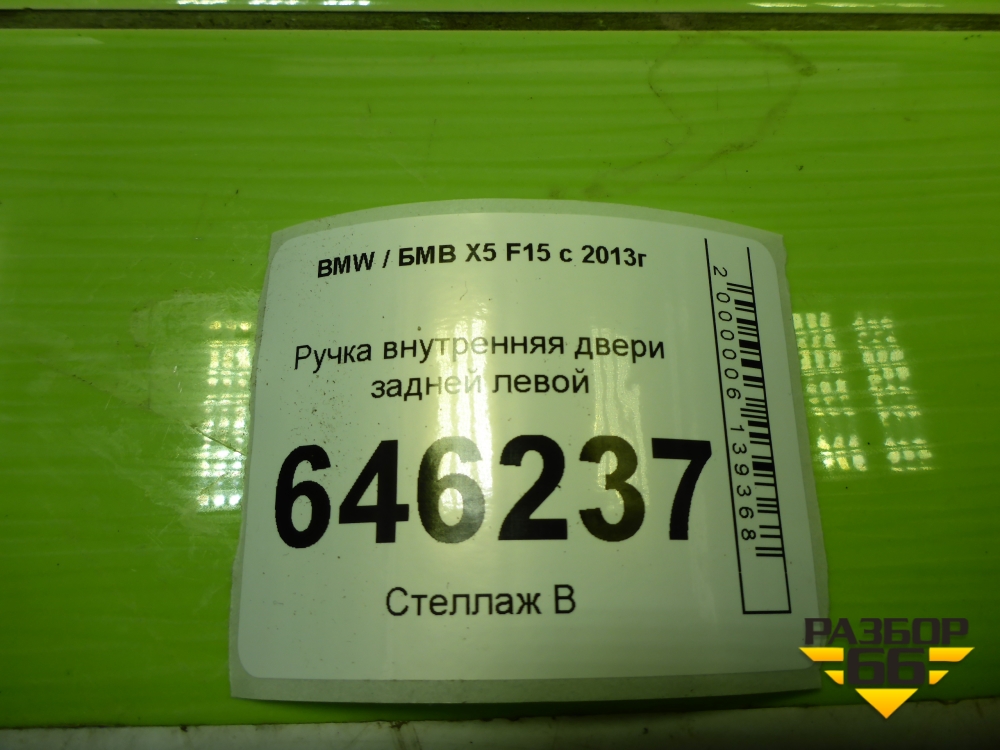 BMW / БМВ X5 F15 с 2013г
Ручка внутренняя двери
задней левой
646237
Стеллаж В
2000006139368
РАЗБОР
66